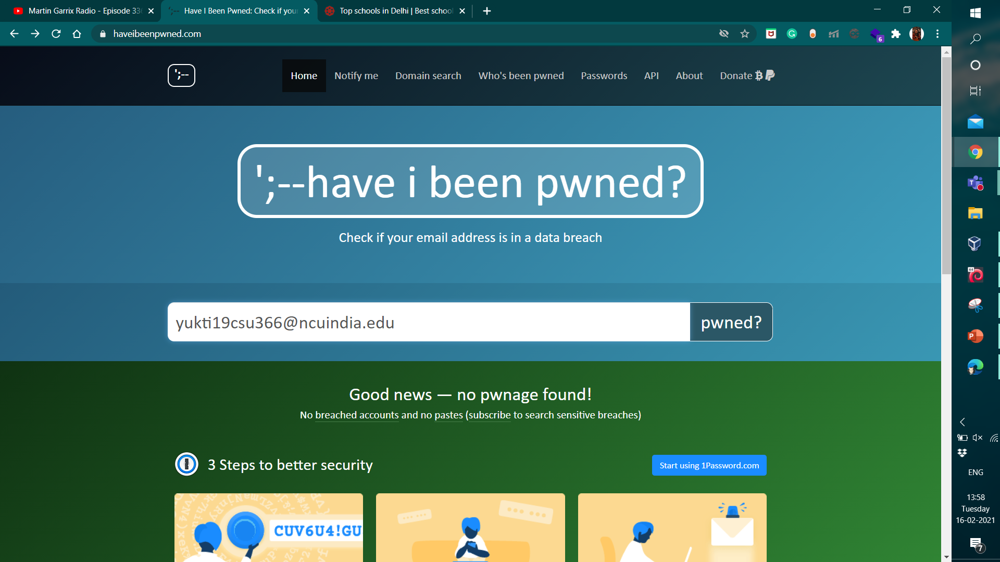 Martin Garrix Radio - Episode 33
Have I Been Pwned: Check if you
Top schools in Delhi | Best school
haveibeenpwned.com
6
';--
Home
Notify me
Domain search
Who's been pwned
Passwords
API
About
Donate
';--have i been pwned?
Check if your email address is in a data breach
yukti19csu366@ncuindia.edu
pwned?
Good news — no pwnage found!
No breached accounts and no pastes (subscribe to search sensitive breaches)
3 Steps to better security
Start using 1Password.com
CUV6U4!GU
ENG
13:58
Tuesday
16-02-2021
7